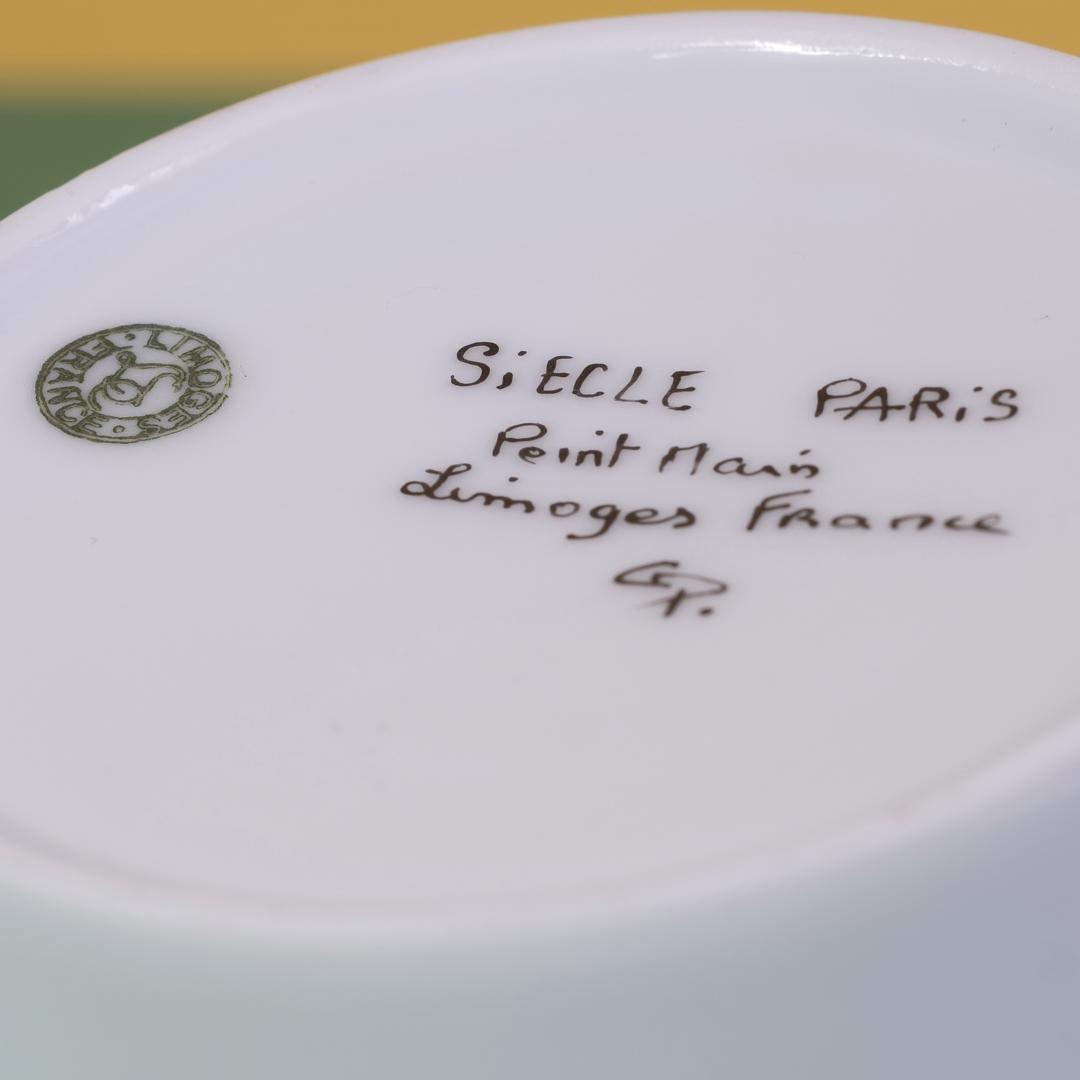 LIMOGES · FRANCE ·
SiECLE PARiS
Peint Main
Limoges France
GP.